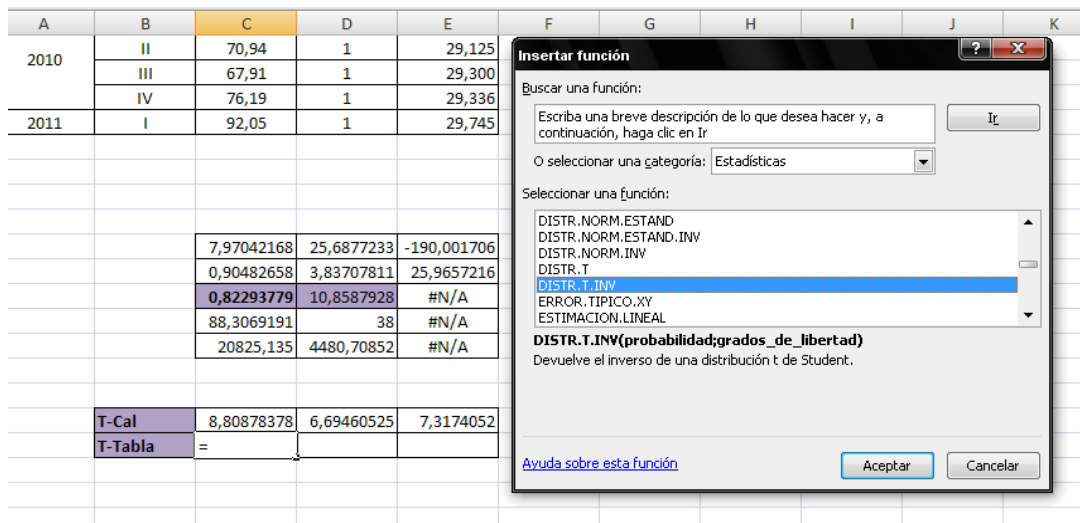 A B C D E F G H I J K
2010 II 70,94 1 29,125
III 67,91 1 29,300
IV 76,19 1 29,336
2011 I 92,05 1 29,745
7,97042168 25,6877233 -190,001706
0,90482658 3,83707811 25,9657216
0,82293779 10,8587928 #N/A
88,3069191 38 #N/A
20825,135 4480,70852 #N/A
T-Cal 8,80878378 6,69460525 7,3174052
T-Tabla =
Insertar función
Buscar una función:
Escriba una breve descripción de lo que desea hacer y, a
continuación, haga clic en Ir
Ir
O seleccionar una categoría: Estadísticas
Seleccionar una función:
DISTR.NORM.ESTAND
DISTR.NORM.ESTAND.INV
DISTR.NORM.INV
DISTR.T
DISTR.T.INV
ERROR.TIPICO.XY
ESTIMACION.LINEAL
DISTR.T.INV(probabilidad;grados_de_libertad)
Devuelve el inverso de una distribución t de Student.
Ayuda sobre esta función
Aceptar
Cancelar